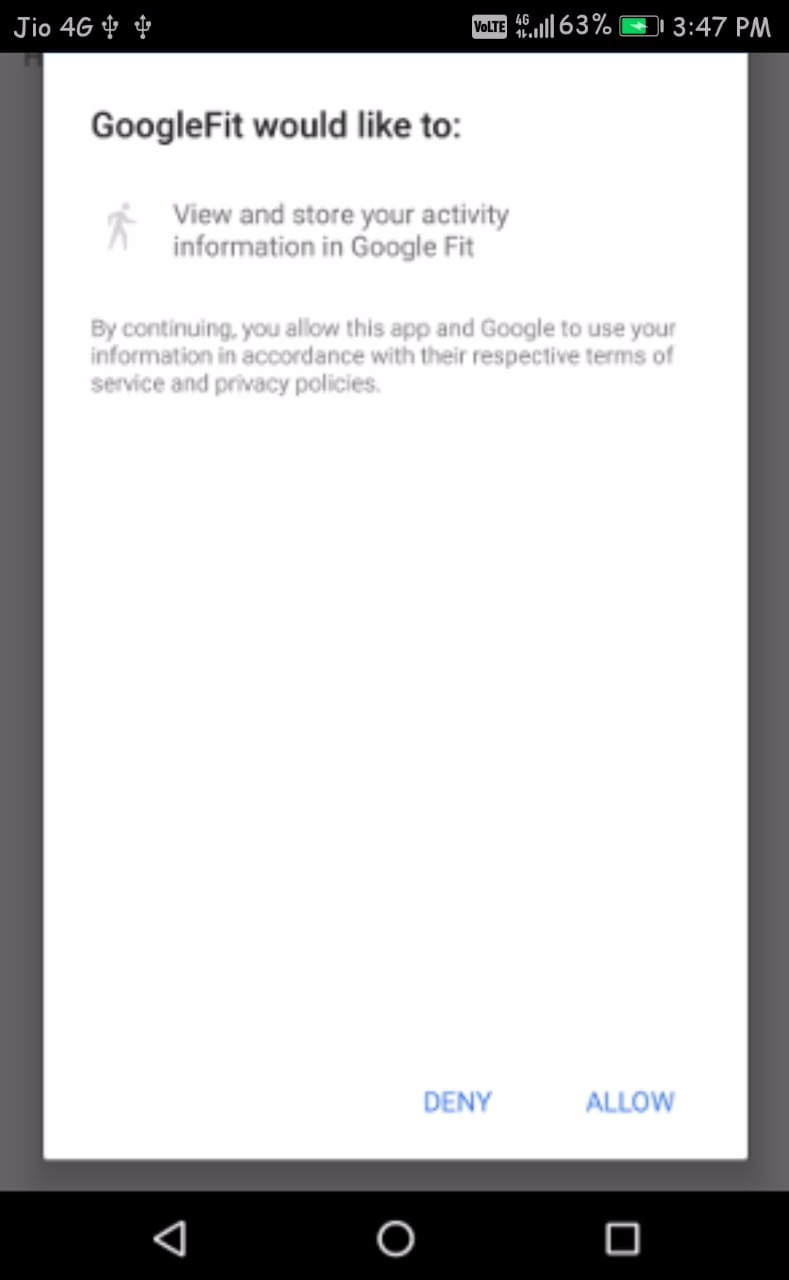 Jio 4G VoLTE 4G 63% 3:47 PM
GoogleFit would like to:
View and store your activity
information in Google Fit
By continuing, you allow this app and Google to use your
information in accordance with their respective terms of
service and privacy policies.
DENY ALLOW